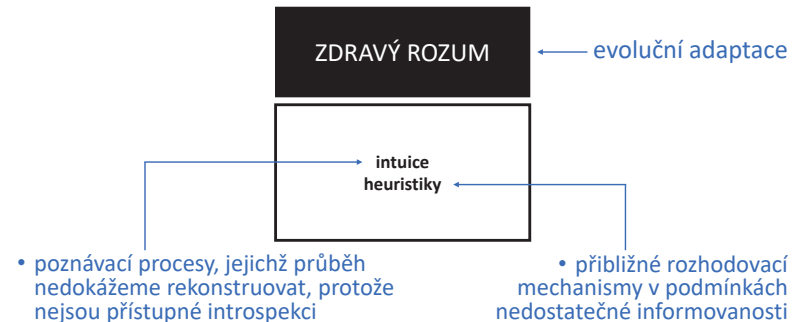 ZDRAVÝ ROZUM
evoluční adaptace
intuice
heuristiky
• poznávací procesy, jejichž průběh
nedokážeme rekonstruovat, protože
nejsou přístupné introspekci
• přibližné rozhodovací
mechanismy v podmínkách
nedostatečné informovanosti